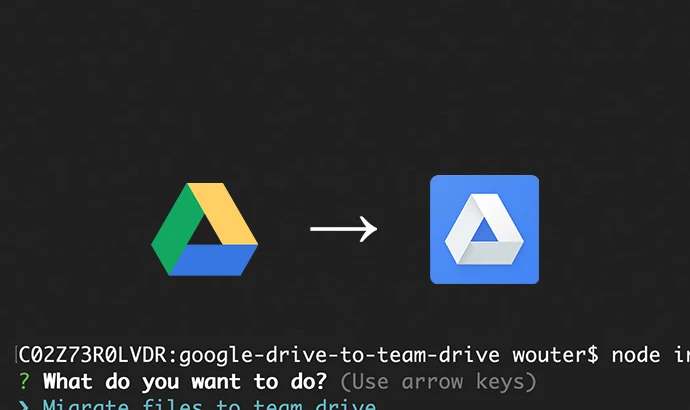 C02Z73R0LVDR:google-drive-to-team-drive wouter$ node in
? What do you want to do? (Use arrow keys)
❯ Migrate files to team drive